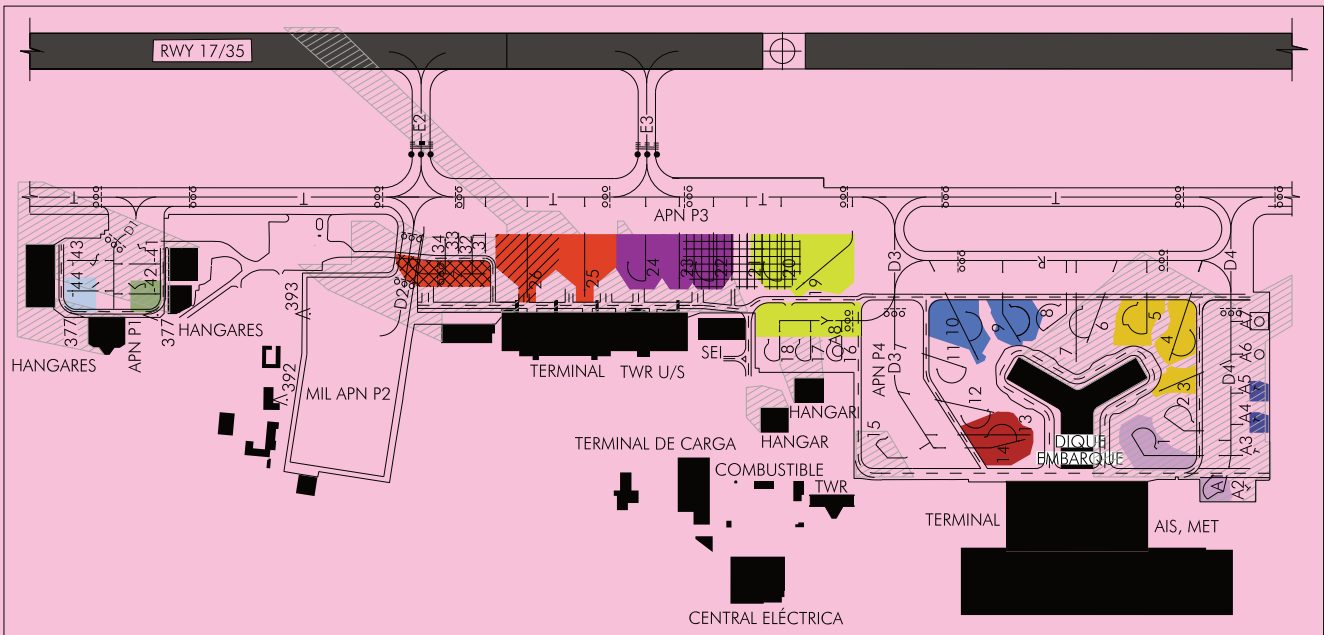 RWY 17/35
E2
E3
APN P3
D1
43
41
44
42
34
33
32
31
D2
26
25
24
23
22
21
20
19
D3
R
D4
393
377
377
APN P1
HANGARES
HANGARES
392
MIL APN P2
TERMINAL
TWR U/S
SEI
18
17
16
Y
A8
APN P4
D3
10
9
8
7
6
5
4
3
2
1
11
12
13
14
15
D4
A7
A6
A5
A4
A3
A2
A1
HANGARI
HANGAR
TERMINAL DE CARGA
COMBUSTIBLE
TWR
DIQUE
EMBARQUE
TERMINAL
AIS, MET
CENTRAL ELÉCTRICA